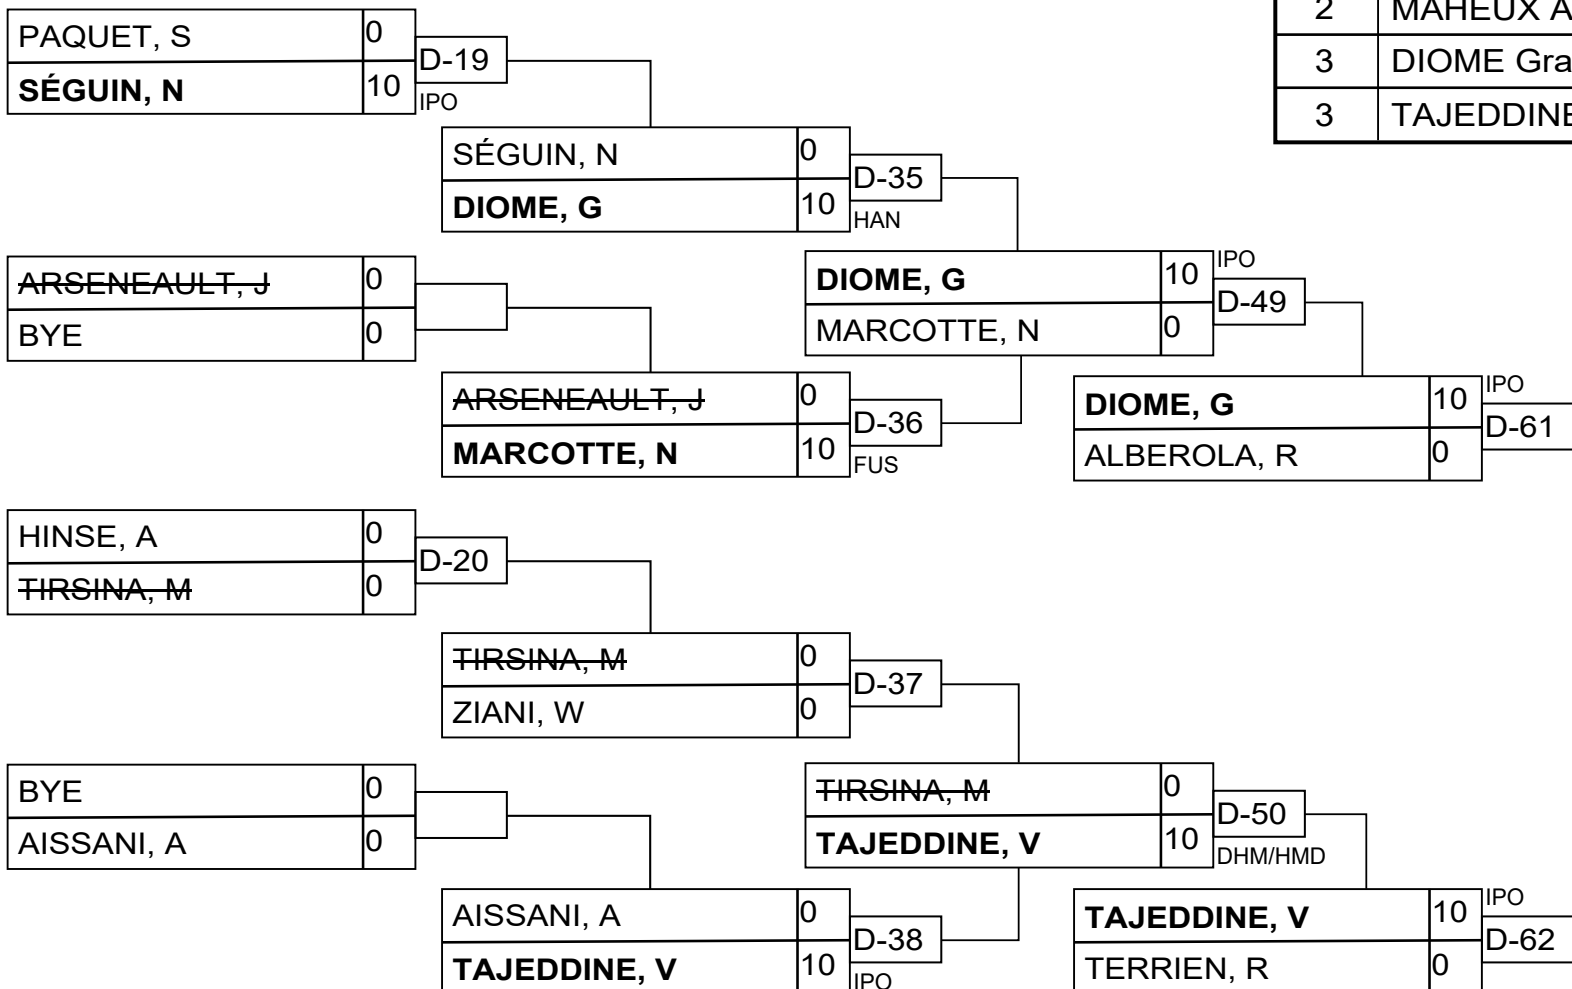 2 MAHEUX A
3 DIOME Gra
3 TAJEDDINE
PAQUET, S 0
SÉGUIN, N 10
D-19
IPO
SÉGUIN, N 0
DIOME, G 10
D-35
HAN
ARSENEAULT, J 0
BYE 0
ARSENEAULT, J 0
MARCOTTE, N 10
D-36
FUS
DIOME, G 10
MARCOTTE, N 0
IPO
D-49
DIOME, G 10
ALBEROLA, R 0
IPO
D-61
HINSE, A 0
TIRSINA, M 0
D-20
TIRSINA, M 0
ZIANI, W 0
D-37
BYE 0
AISSANI, A 0
AISSANI, A 0
TAJEDDINE, V 10
D-38
IPO
TIRSINA, M 0
TAJEDDINE, V 10
D-50
DHM/HMD
TAJEDDINE, V 10
TERRIEN, R 0
IPO
D-62